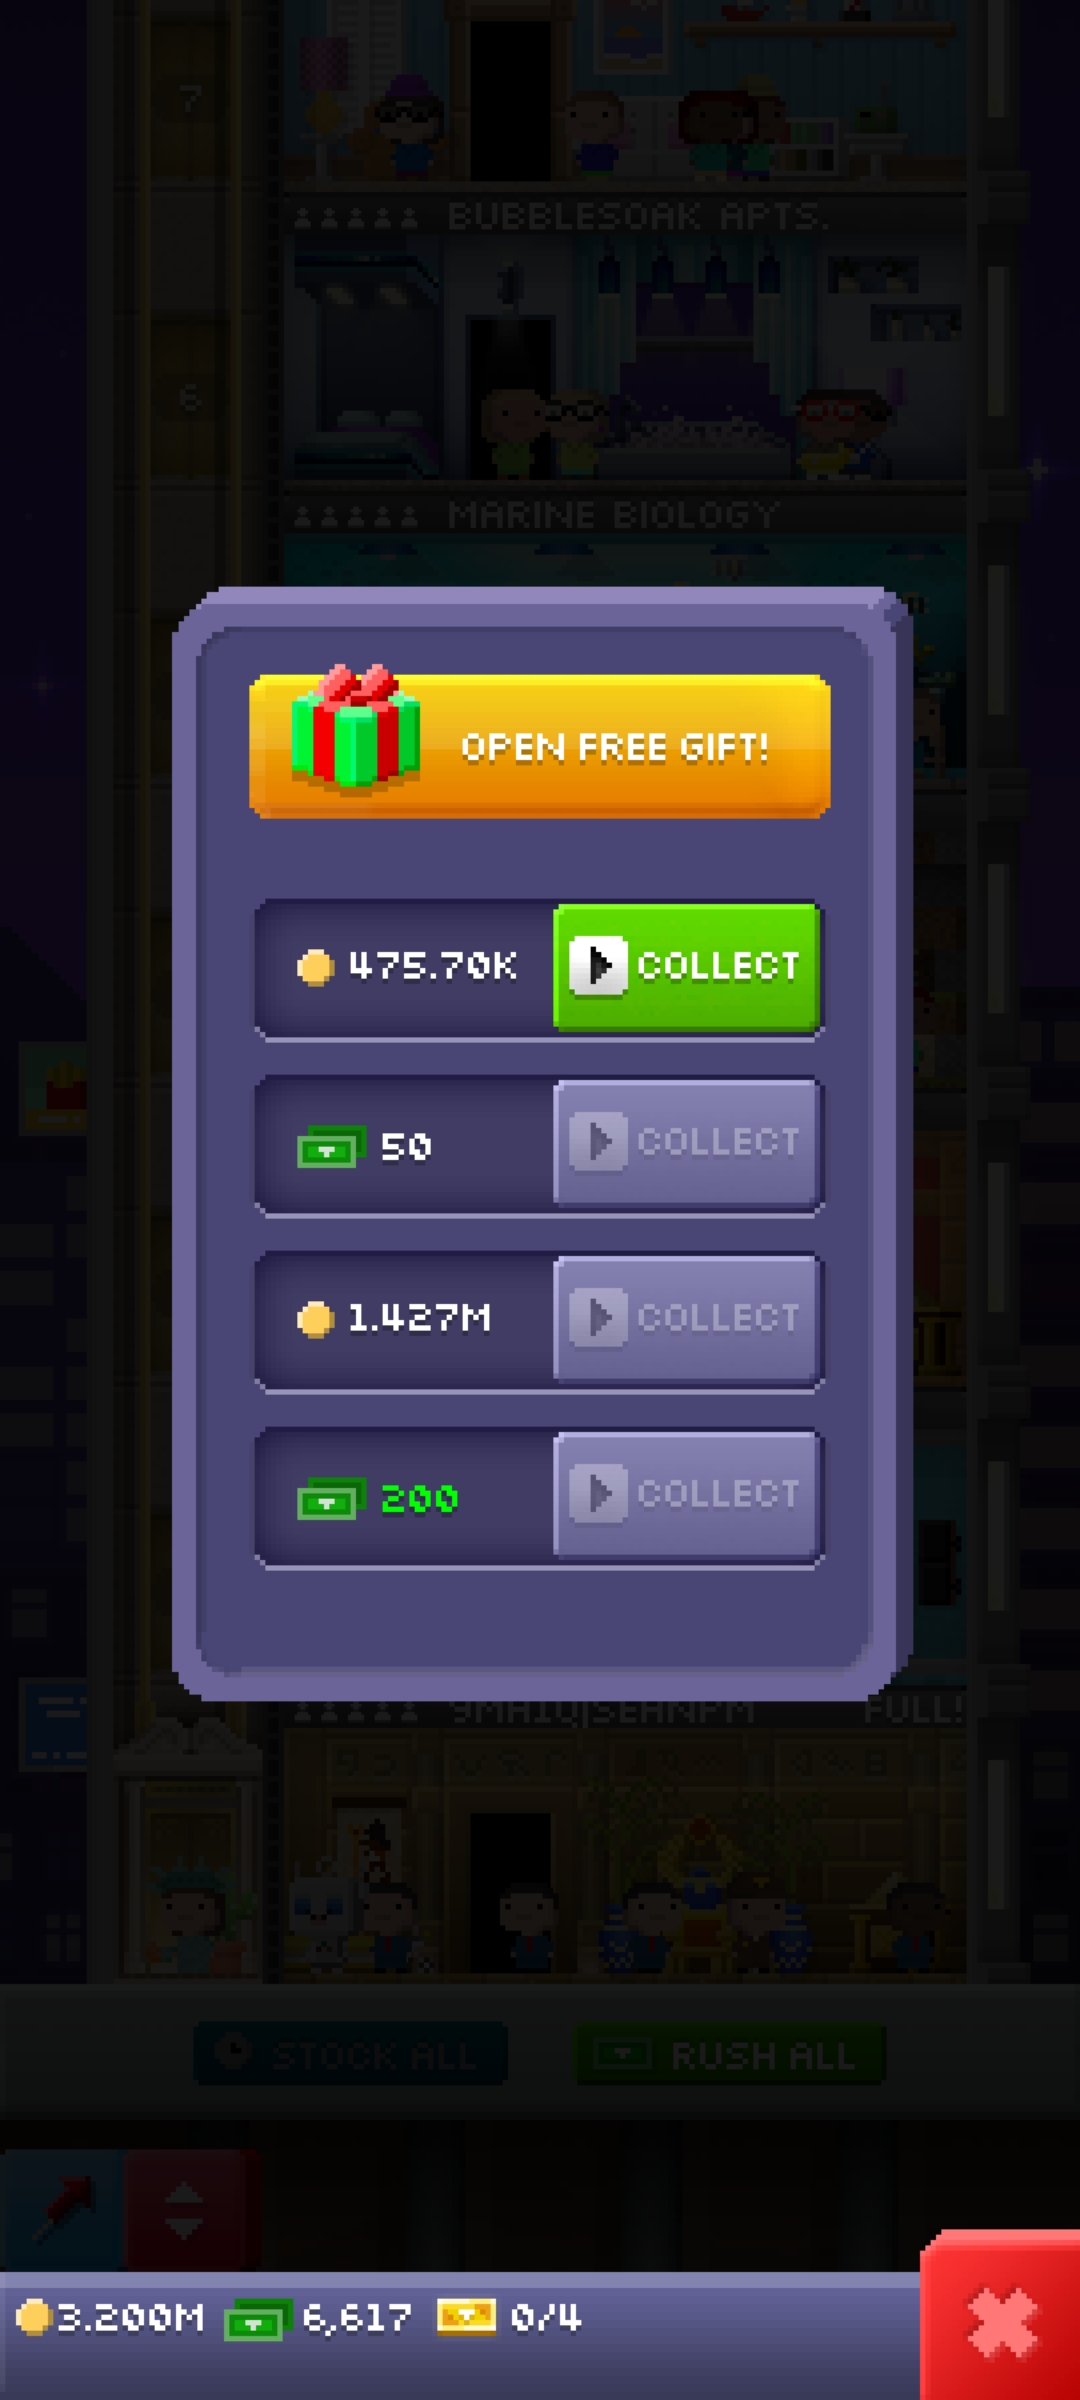 7
BUBBLESOAK APTS.
6
MARINE BIOLOGY
OPEN FREE GIFT!
475.70K COLLECT
50 COLLECT
1.427M COLLECT
200 COLLECT
FULL!
STOCK ALL RUSH ALL
3.200M 6,617 0/4